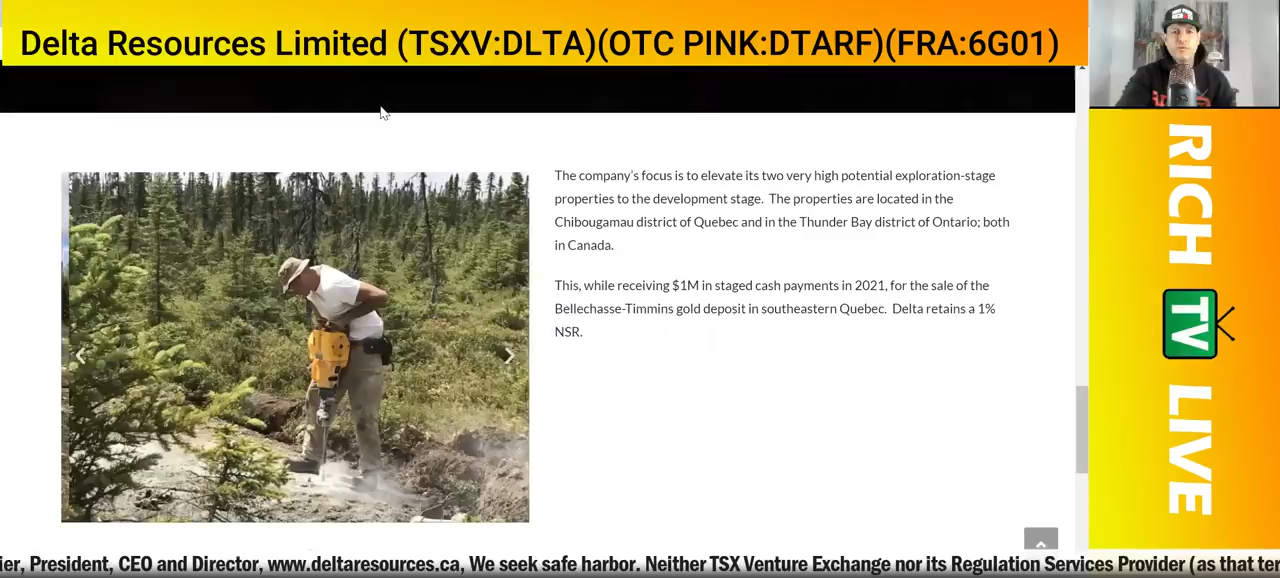 Delta Resources Limited (TSXV:DLTA)(OTC PINK:DTARF)(FRA:6G01)
The company's focus is to elevate its two very high potential exploration-stage
properties to the development stage.  The properties are located in the
Chibougamau district of Quebec and in the Thunder Bay district of Ontario; both
in Canada.
This, while receiving $1M in staged cash payments in 2021, for the sale of the
Bellechasse-Timmins gold deposit in southeastern Quebec.  Delta retains a 1%
NSR.
RICH
TV
LIVE
ier, President, CEO and Director, www.deltaresources.ca, We seek safe harbor. Neither TSX Venture Exchange nor its Regulation Services Provider (as that ter